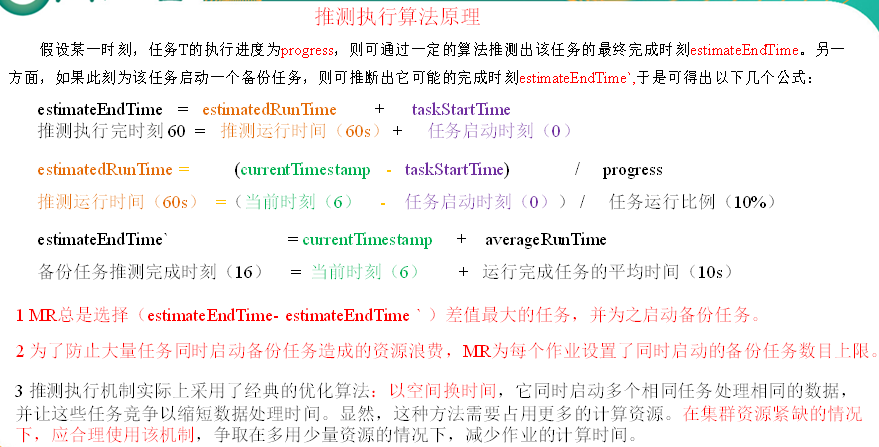 推测执行算法原理
假设某一时刻，任务T的执行进度为progress，则可通过一定的算法推测出该任务的最终完成时刻estimateEndTime。另一
方面，如果此刻为该任务启动一个备份任务，则可推断出它可能的完成时刻estimateEndTime`,于是可得出以下几个公式：
estimateEndTime = estimatedRunTime + taskStartTime
推测执行完时刻 60 = 推测运行时间（60s）+ 任务启动时刻（0）
estimatedRunTime = (currentTimestamp - taskStartTime) / progress
推测运行时间（60s） =（当前时刻（6） - 任务启动时刻（0）） / 任务运行比例（10%）
estimateEndTime` = currentTimestamp + averageRunTime
备份任务推测完成时刻（16） = 当前时刻（6） + 运行完成任务的平均时间（10s）
1 MR总是选择（estimateEndTime- estimateEndTime ` ）差值最大的任务，并为之启动备份任务。
2 为了防止大量任务同时启动备份任务造成的资源浪费，MR为每个作业设置了同时启动的备份任务数目上限。
3 推测执行机制实际上采用了经典的优化算法：以空间换时间，它同时启动多个相同任务处理相同的数据，
并让这些任务竞争以缩短数据处理时间。显然，这种方法需要占用更多的计算资源。在集群资源紧缺的情况
下，应合理使用该机制，争取在多用少量资源的情况下，减少作业的计算时间。